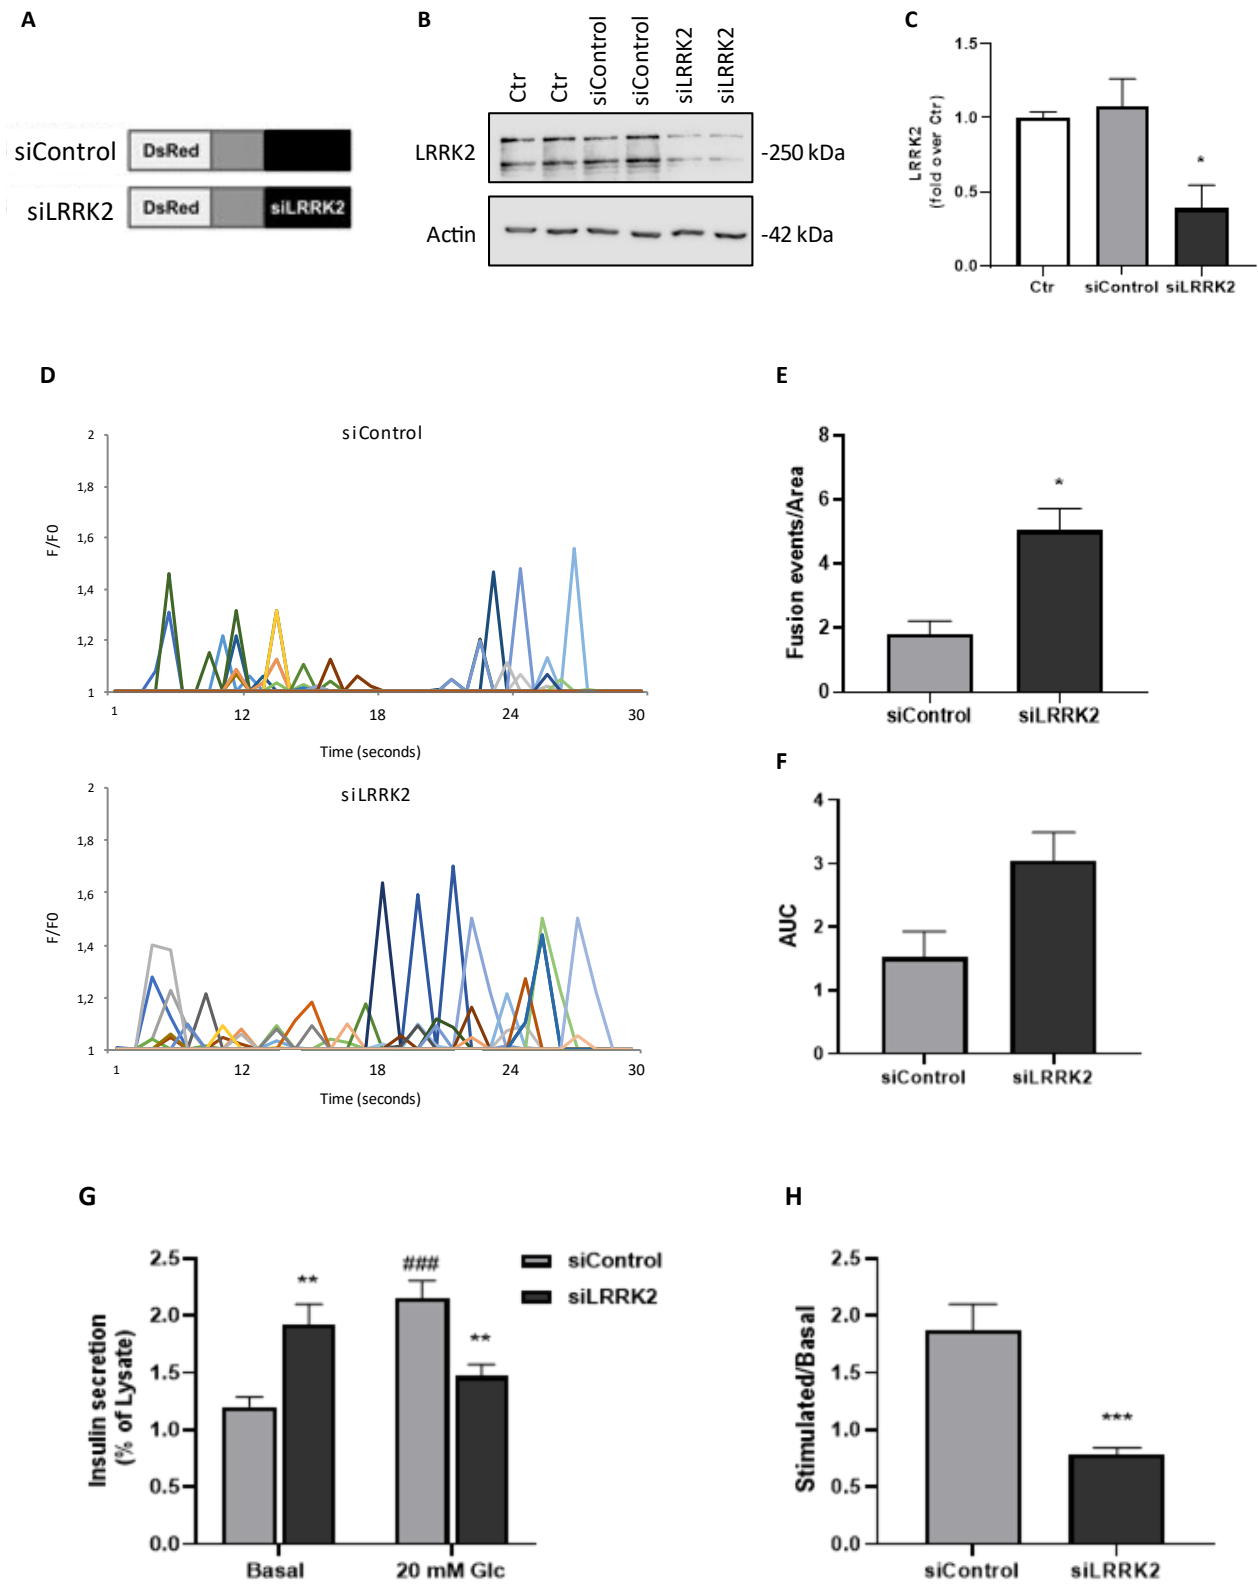 A
siControl
DsRed
siLRRK2
DsRed
siLRRK2
B
Ctr
Ctr
siControl
siControl
siLRRK2
siLRRK2
LRRK2
-250 kDa
Actin
-42 kDa
C
LRRK2
(fold over Ctr)
1.5
1.0
0.5
0.0
*
Ctr
siControl
siLRRK2
D
siControl
F/F0
2
1,8
1,6
1,4
1,2
1
1
12
18
24
30
Time (seconds)
siLRRK2
F/F0
2
1,8
1,6
1,4
1,2
1
1
12
18
24
30
Time (seconds)
E
Fusion events/Area
8
6
4
2
0
*
siControl
siLRRK2
F
AUC
4
3
2
1
0
siControl
siLRRK2
G
Insulin secretion
(% of Lysate)
2.5
2.0
1.5
1.0
0.5
0.0
**
###
**
siControl
siLRRK2
Basal
20 mM Glc
H
Stimulated/Basal
2.5
2.0
1.5
1.0
0.5
0.0
***
siControl
siLRRK2